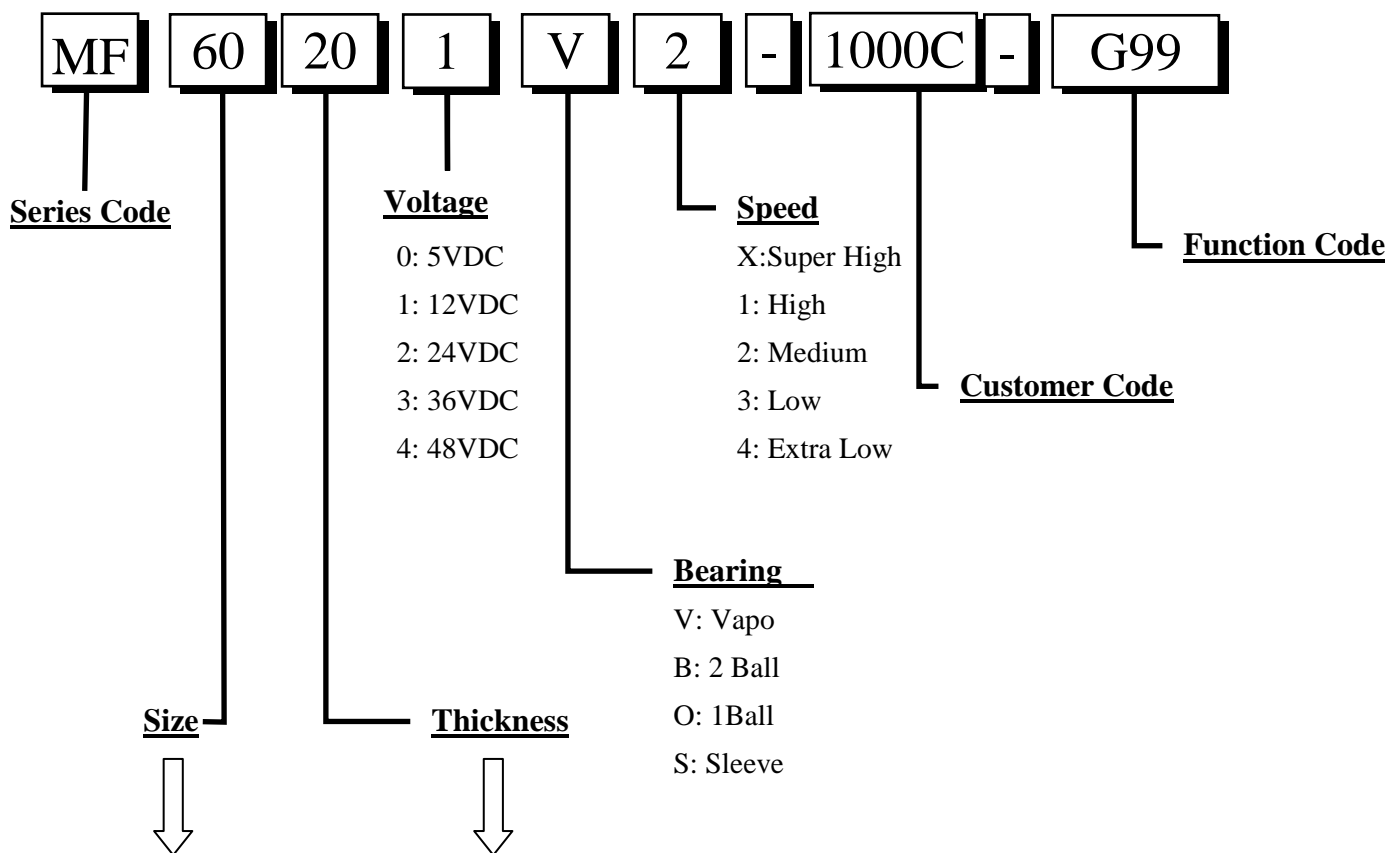 MF 60 20 1 V 2 - 1000C - G99
Series Code
Voltage
0: 5VDC
1: 12VDC
2: 24VDC
3: 36VDC
4: 48VDC
Speed
X:Super High
1: High
2: Medium
3: Low
4: Extra Low
Function Code
Customer Code
Bearing
V: Vapo
B: 2 Ball
O: 1Ball
S: Sleeve
Size
Thickness